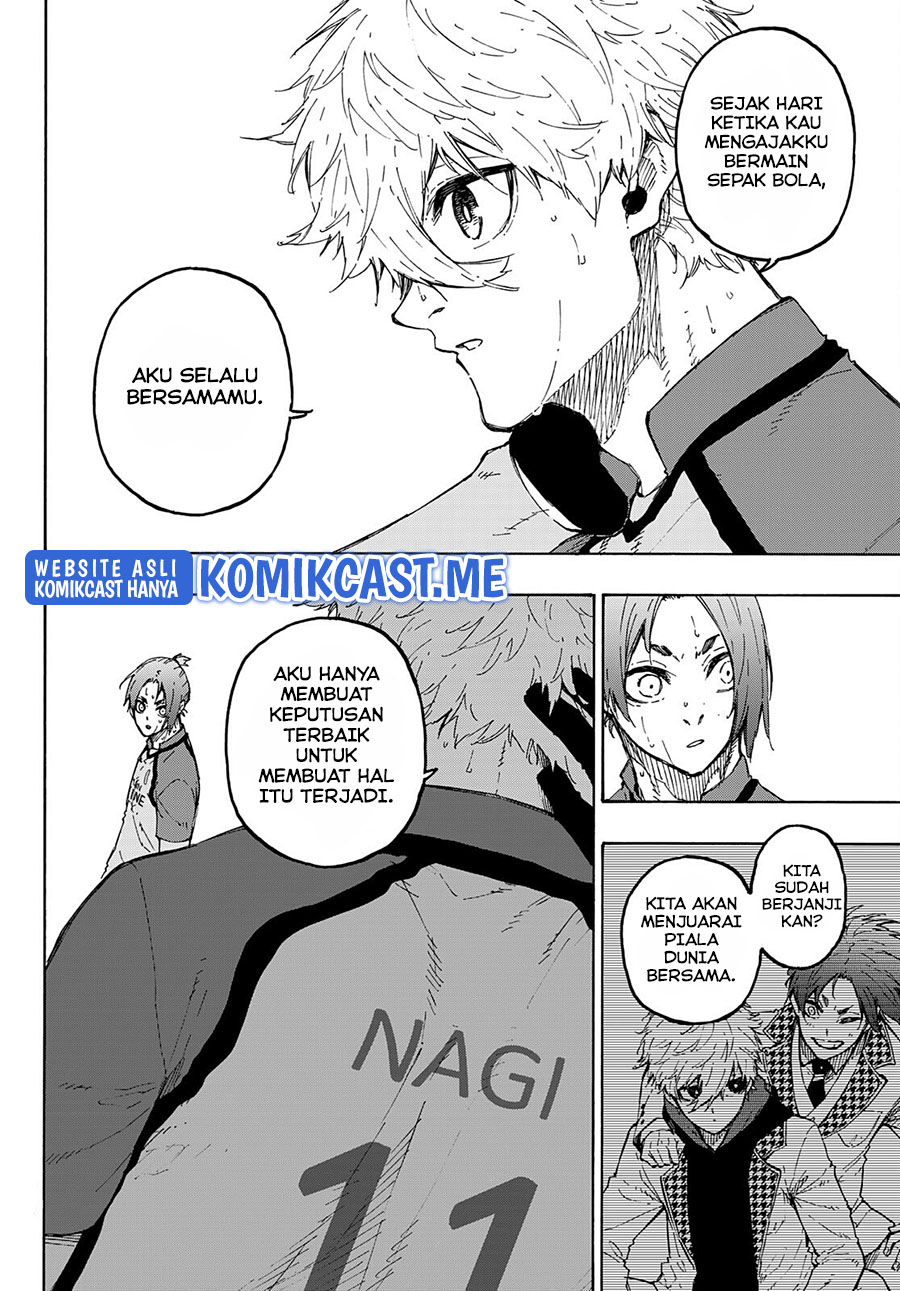 SEJAK HARI
KETIKA KAU
MENGAJAKKU
BERMAIN
SEPAK BOLA,
AKU SELALU
BERSAMAMU.
WEBSITE ASLI
KOMIKCAST HANYA
KOMIKCAST.ME
AKU HANYA
MEMBUAT
KEPUTUSAN
TERBAIK
UNTUK
MEMBUAT HAL
ITU TERJADI.
NAGI
11
KITA
SUDAH
BERJANJI
KAN?
KITA AKAN
MENJUARAI
PIALA
DUNIA
BERSAMA.